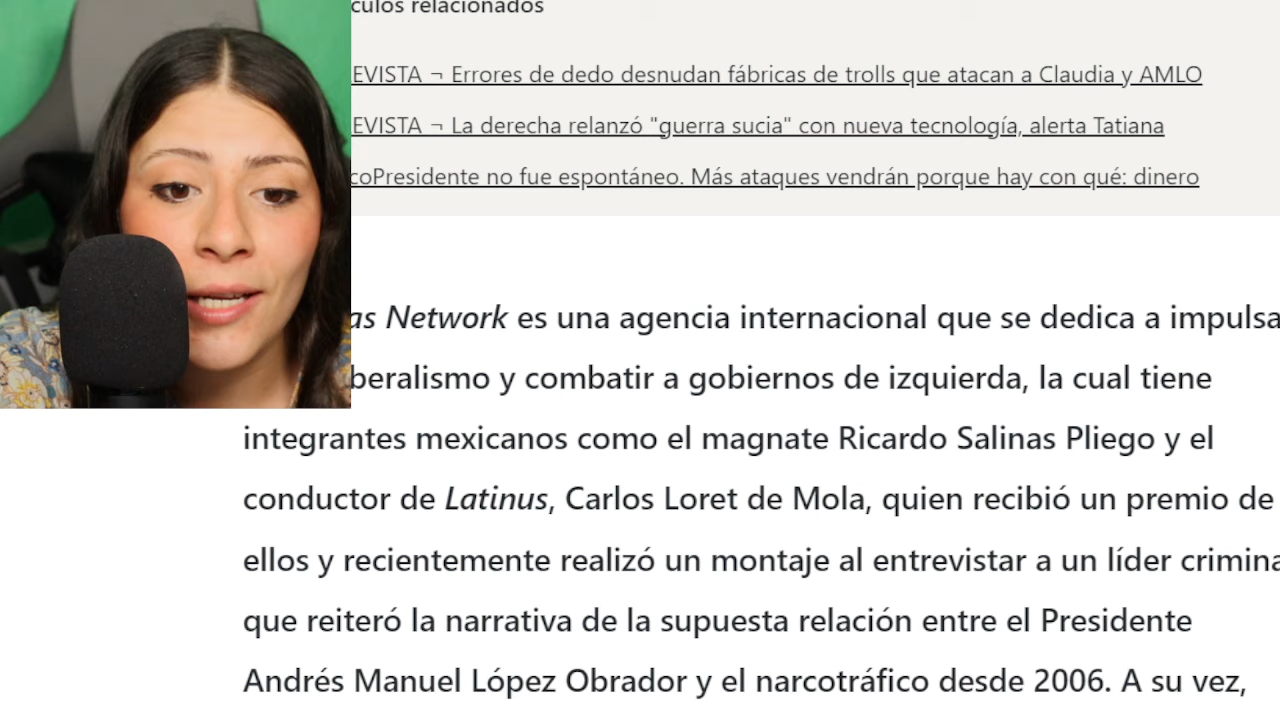 culos relacionados
EVISTA ¬ Errores de dedo desnudan fábricas de trolls que atacan a Claudia y AMLO
EVISTA ¬ La derecha relanzó "guerra sucia" con nueva tecnología, alerta Tatiana
coPresidente no fue espontáneo. Más ataques vendrán porque hay con qué: dinero
as Network es una agencia internacional que se dedica a impulsa
beralismo y combatir a gobiernos de izquierda, la cual tiene
integrantes mexicanos como el magnate Ricardo Salinas Pliego y el
conductor de Latinus, Carlos Loret de Mola, quien recibió un premio de
ellos y recientemente realizó un montaje al entrevistar a un líder crimina
que reiteró la narrativa de la supuesta relación entre el Presidente
Andrés Manuel López Obrador y el narcotráfico desde 2006. A su vez,